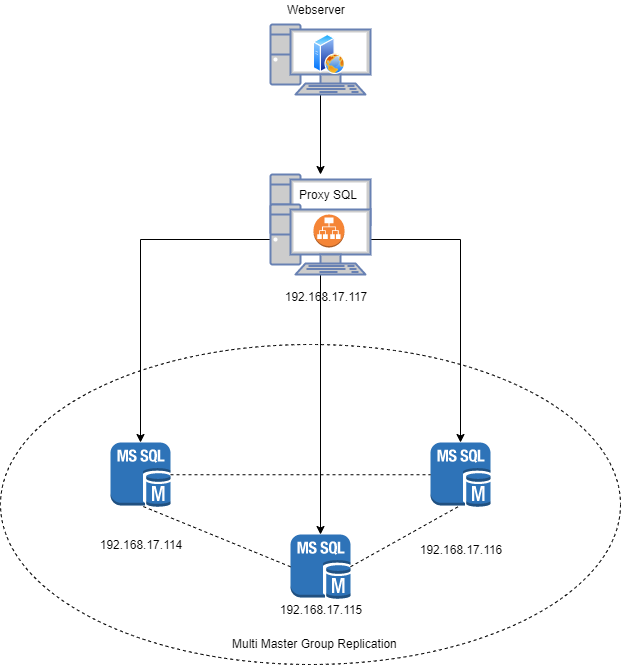 Webserver
Proxy SQL
192.168.17.117
MS SQL
M
MS SQL
M
192.168.17.114
192.168.17.116
MS SQL
M
192.168.17.115
Multi Master Group Replication